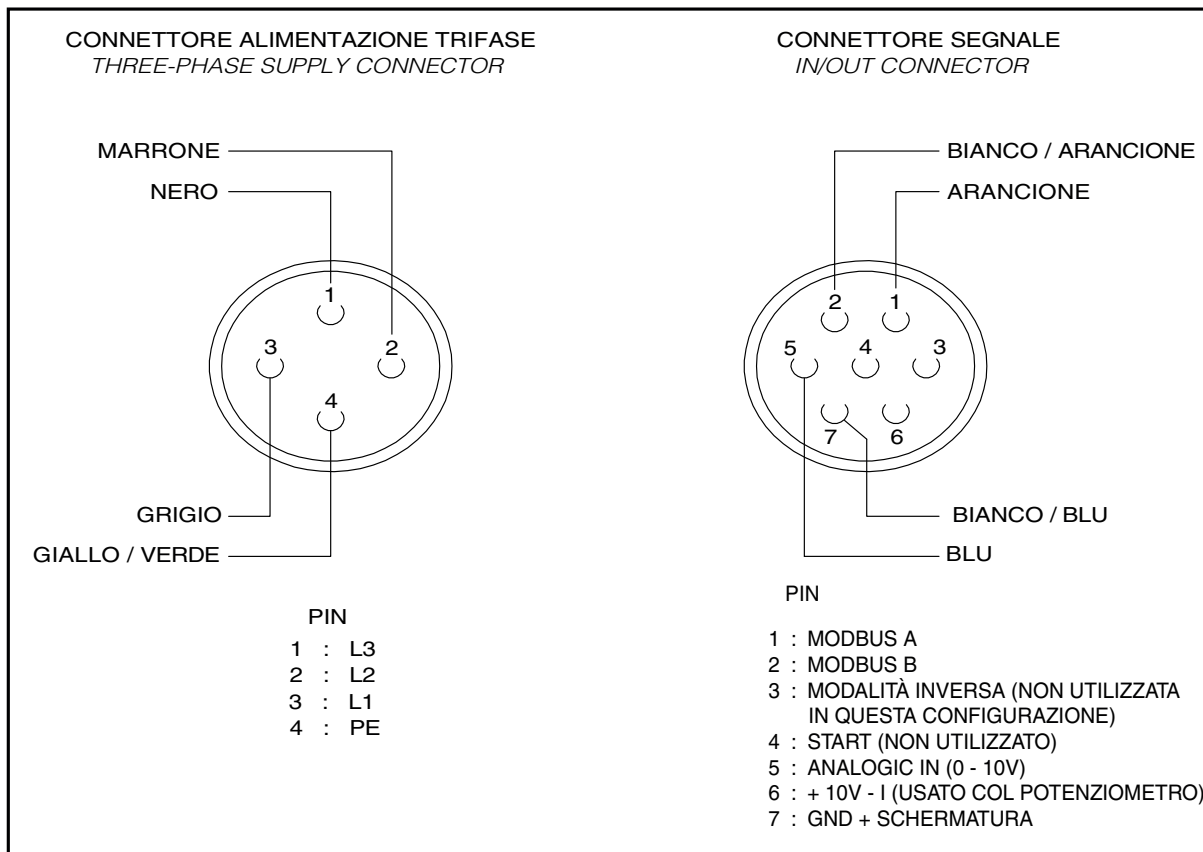 CONNETTORE ALIMENTAZIONE TRIFASE
THREE-PHASE SUPPLY CONNECTOR
MARRONE
NERO
1
3
2
4
GRIGIO
GIALLO / VERDE
PIN
1 : L3
2 : L2
3 : L1
4 : PE
CONNETTORE SEGNALE
IN/OUT CONNECTOR
BIANCO / ARANCIONE
ARANCIONE
2
1
5
4
3
7
6
BIANCO / BLU
BLU
PIN
1 : MODBUS A
2 : MODBUS B
3 : MODALITÀ INVERSA (NON UTILIZZATA
IN QUESTA CONFIGURAZIONE)
4 : START (NON UTILIZZATO)
5 : ANALOGIC IN (0 - 10V)
6 : + 10V - I (USATO COL POTENZIOMETRO)
7 : GND + SCHERMATURA